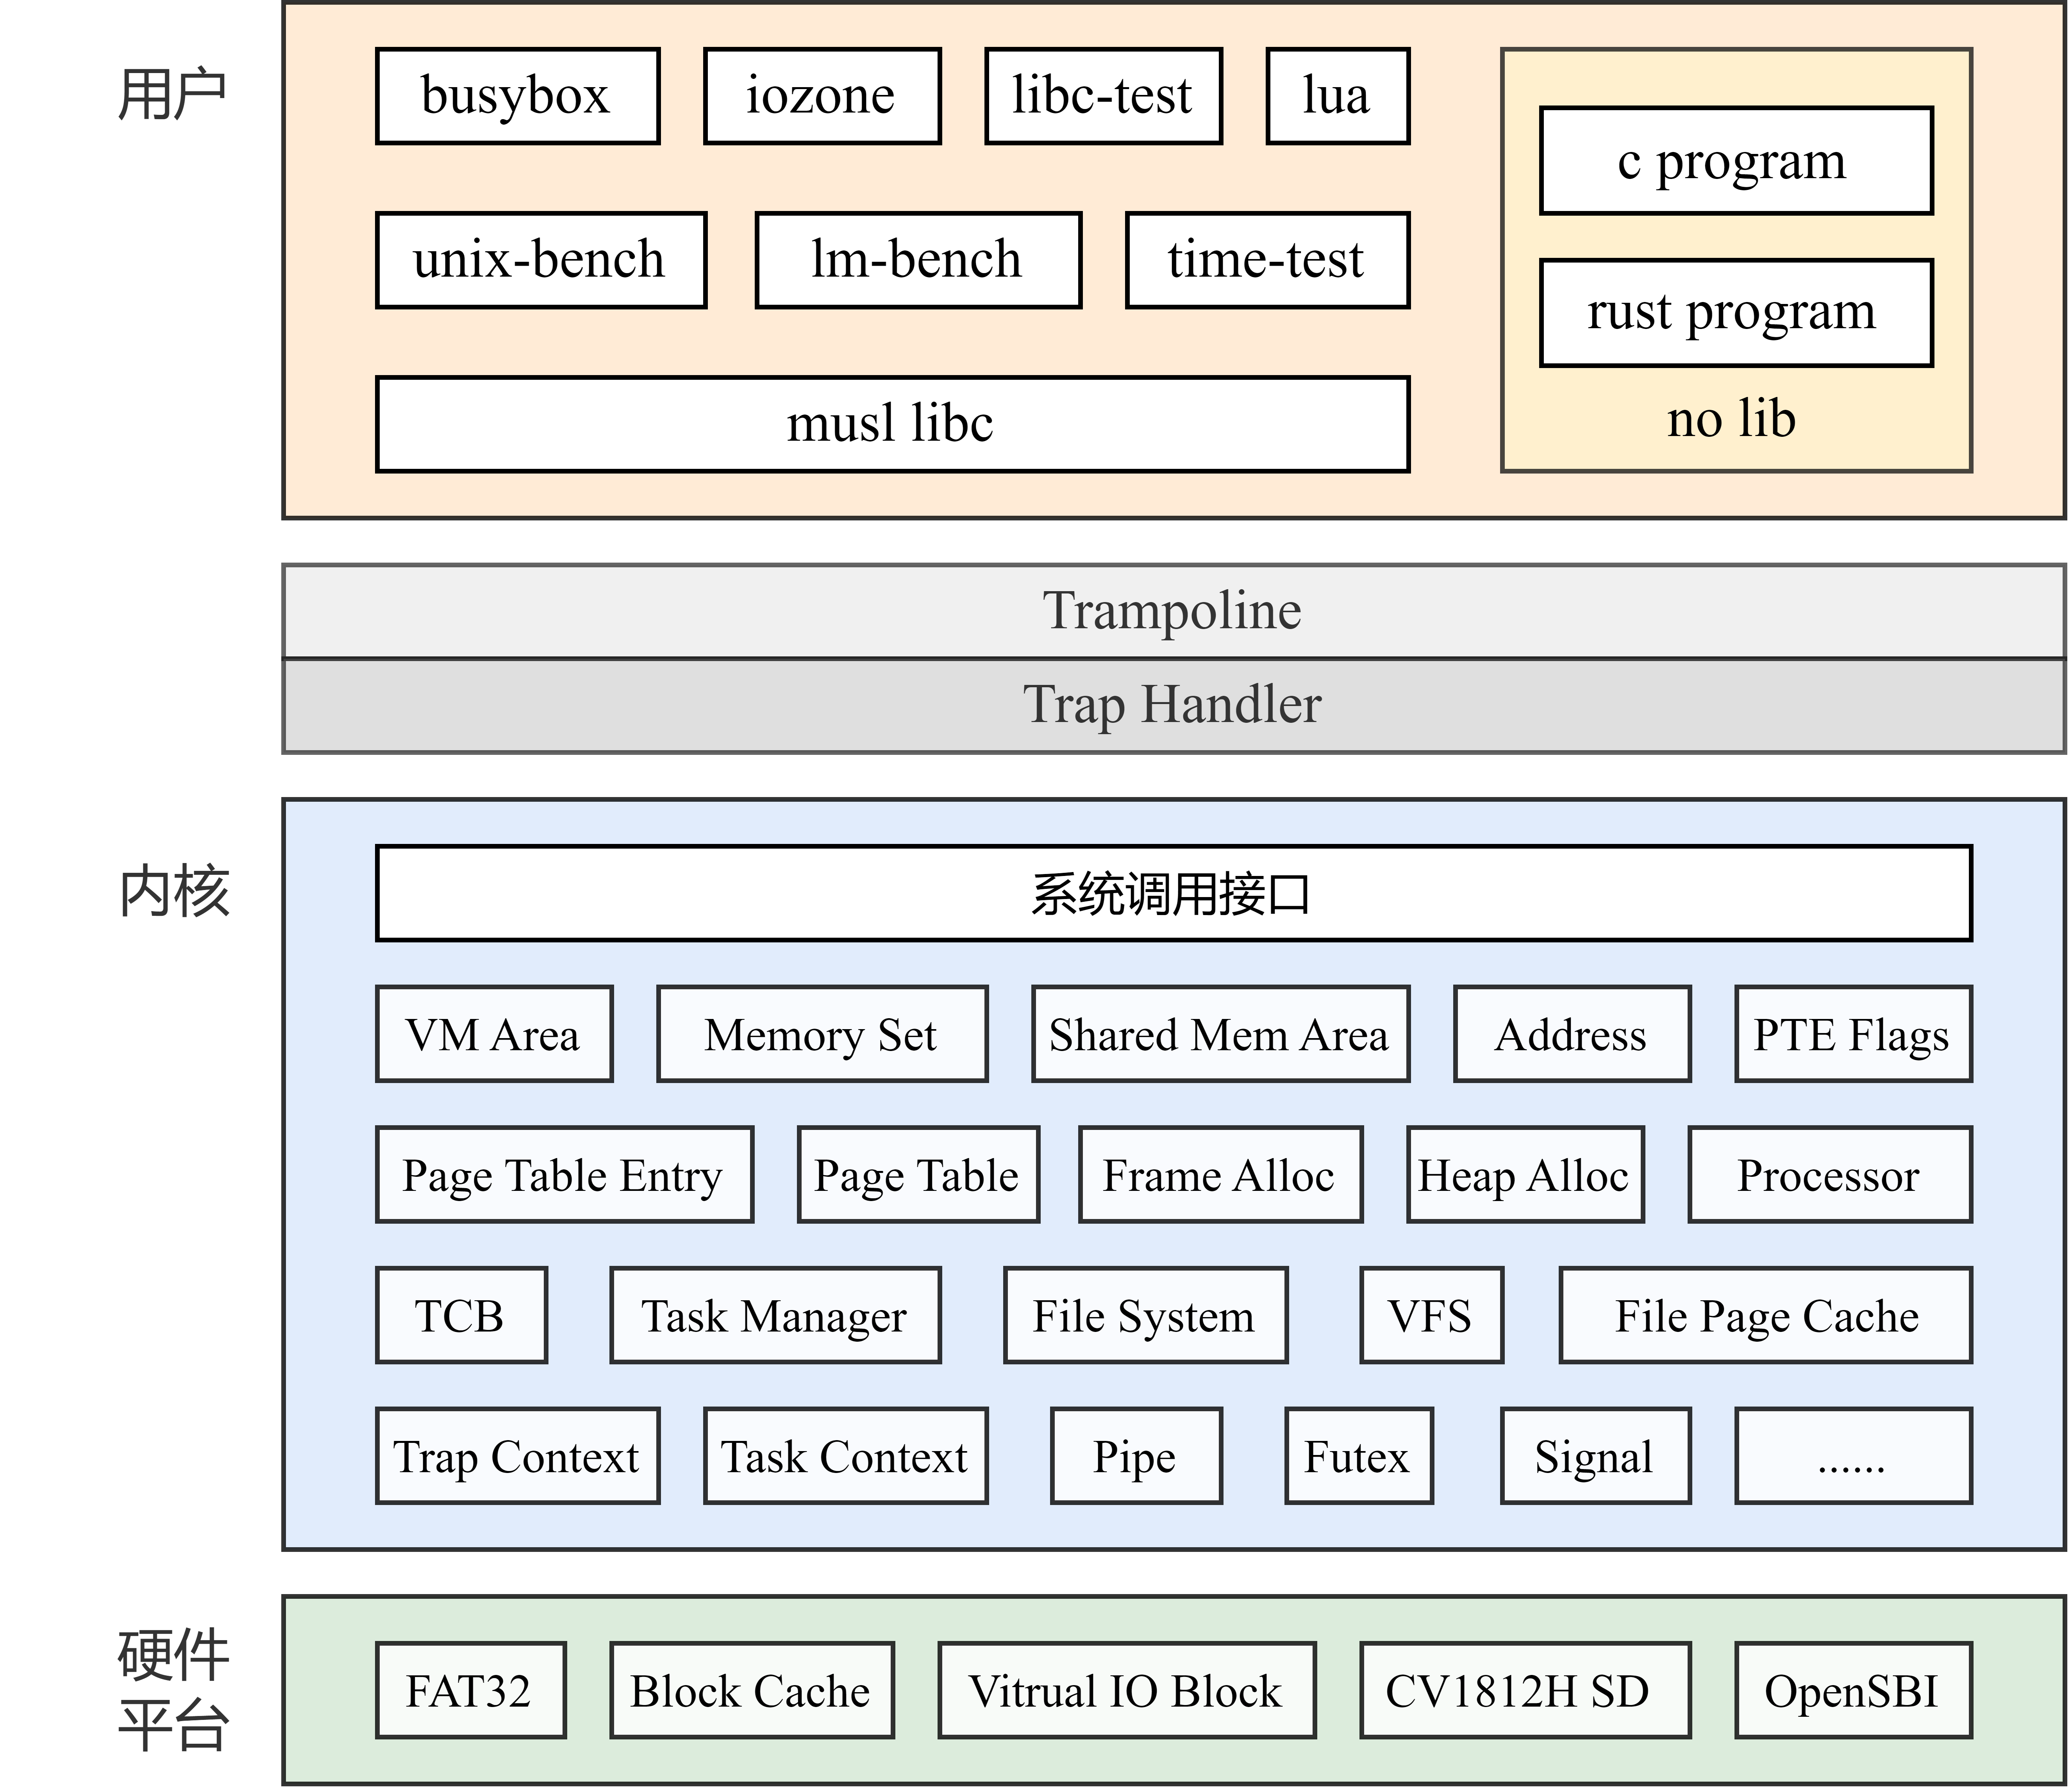 用户
busybox
iozone
libc-test
lua
c program
unix-bench
lm-bench
time-test
rust program
musl libc
no lib
Trampoline
Trap Handler
内核
系统调用接口
VM Area
Memory Set
Shared Mem Area
Address
PTE Flags
Page Table Entry
Page Table
Frame Alloc
Heap Alloc
Processor
TCB
Task Manager
File System
VFS
File Page Cache
Trap Context
Task Context
Pipe
Futex
Signal
......
硬件
平台
FAT32
Block Cache
Vitrual IO Block
CV1812H SD
OpenSBI